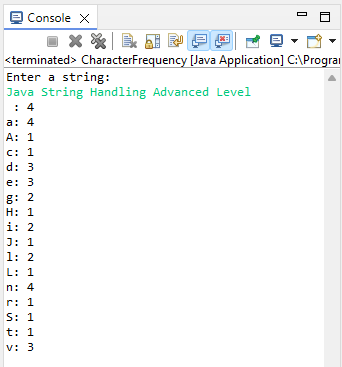 Console
<terminated> CharacterFrequency [Java Application] C:\Progran
Enter a string:
Java String Handling Advanced Level
 : 4
a: 4
A: 1
c: 1
d: 3
e: 3
g: 2
H: 1
i: 2
J: 1
l: 2
L: 1
n: 4
r: 1
S: 1
t: 1
v: 3